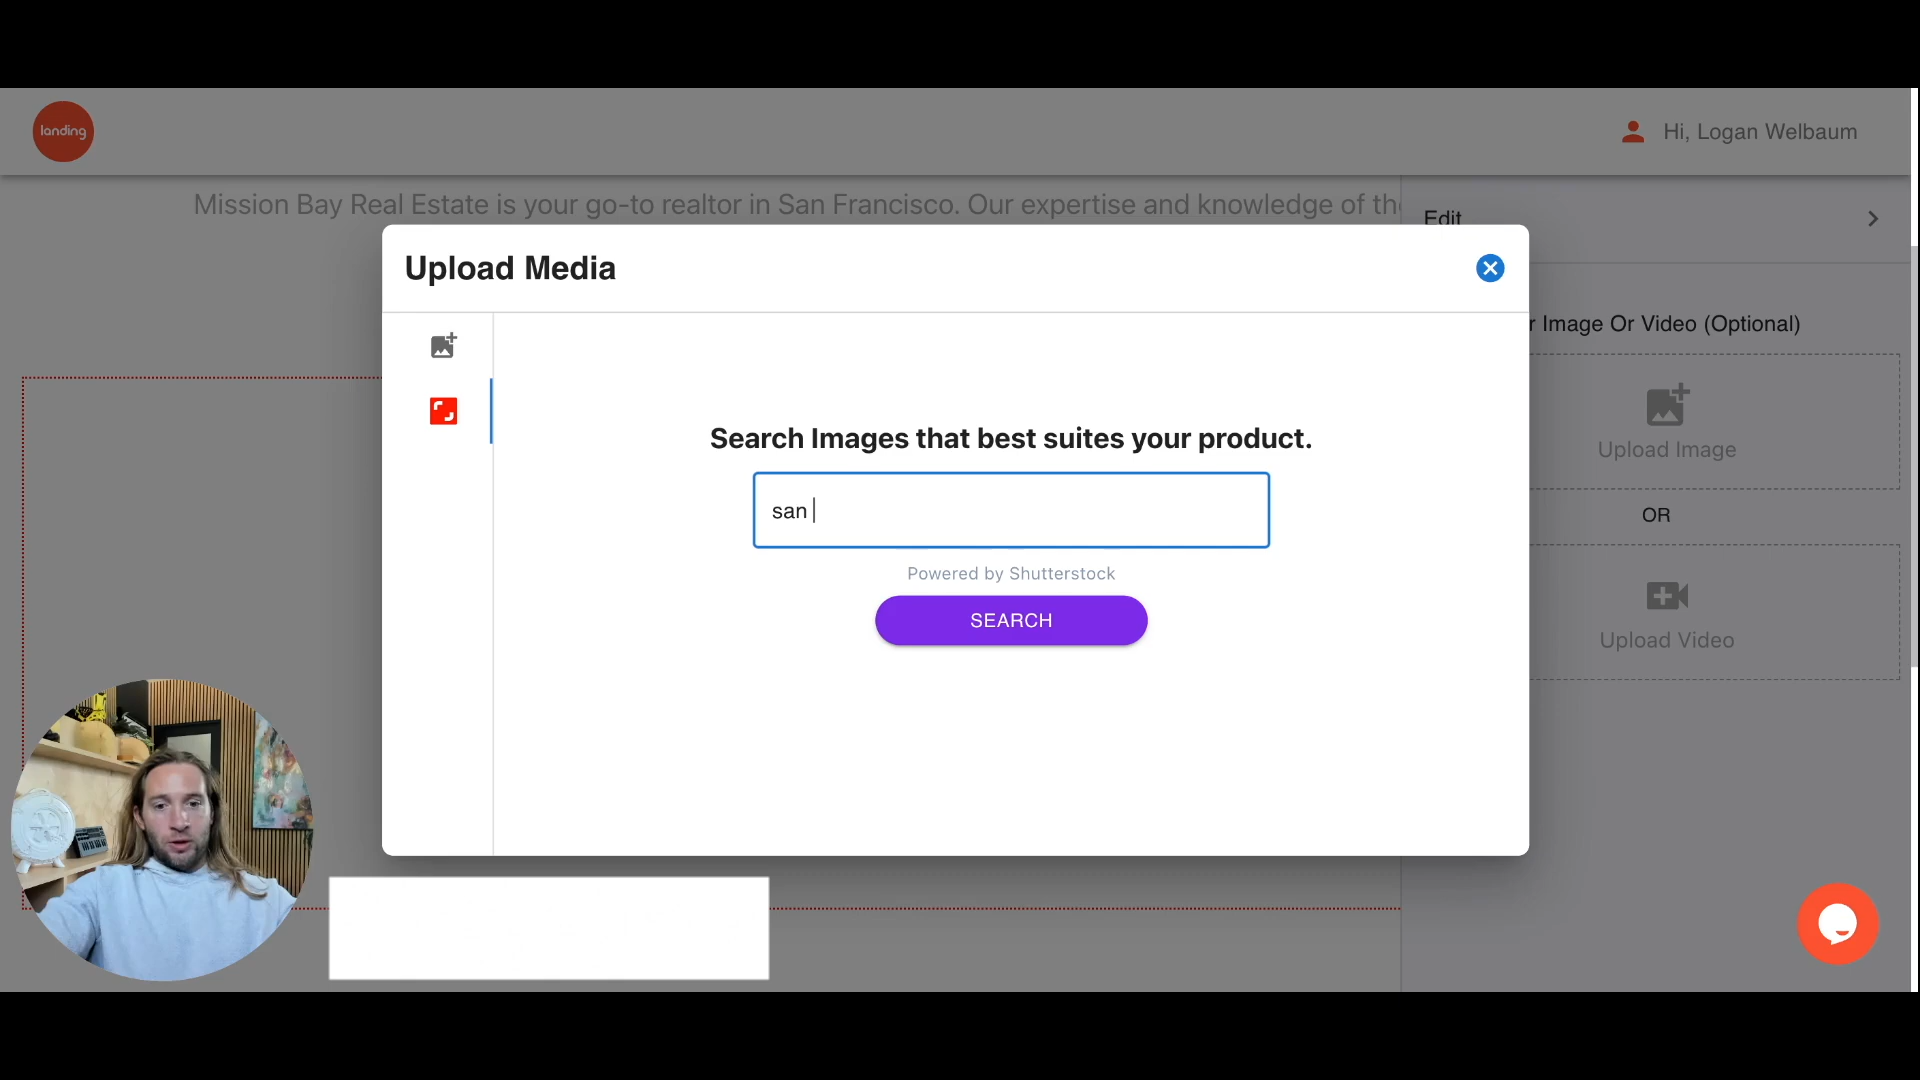 landing
Hi, Logan Welbaum
Mission Bay Real Estate is your go-to realtor in San Francisco. Our expertise and knowledge of
Edit
Upload Media
Image Or Video (Optional)
Search Images that best suites your product.
Upload Image
san
OR
Powered by Shutterstock
SEARCH
Upload Video